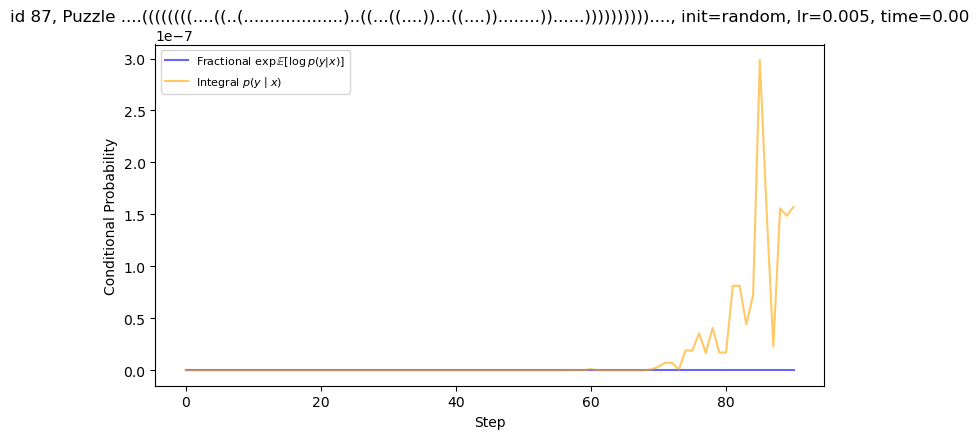 id 87, Puzzle ....((((((((....((..(....................)..((...((....))...((....))........))......))))))))))...., init=random, lr=0.005, time=0.00
1e−7
Fractional exp𝔼[log p(y|x)]
Integral p(y | x)
3.0
2.5
2.0
1.5
1.0
0.5
0.0
Conditional Probability
0 20 40 60 80
Step